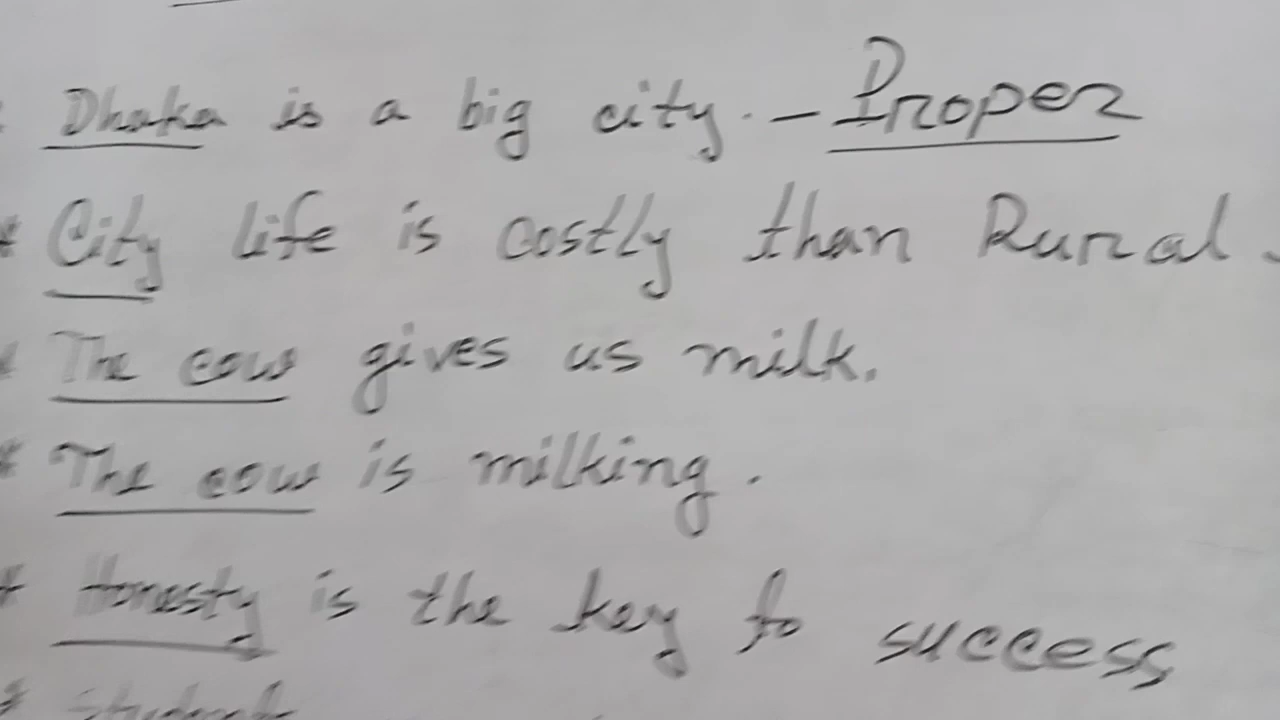 * Dhaka is a big city. - Proper
* City life is costly than Rural.
* The cow gives us milk.
* The cow is milking.
* Honesty is the key to success
* Student